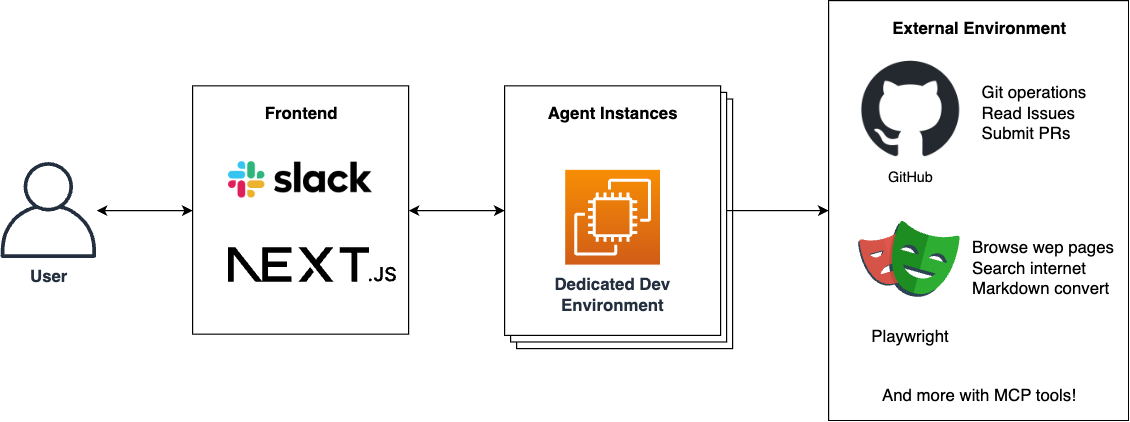 User
Frontend
slack
NEXT.JS
Agent Instances
Dedicated Dev
Environment
External Environment
Git operations
Read Issues
Submit PRs
GitHub
Browse wep pages
Search internet
Markdown convert
Playwright
And more with MCP tools!